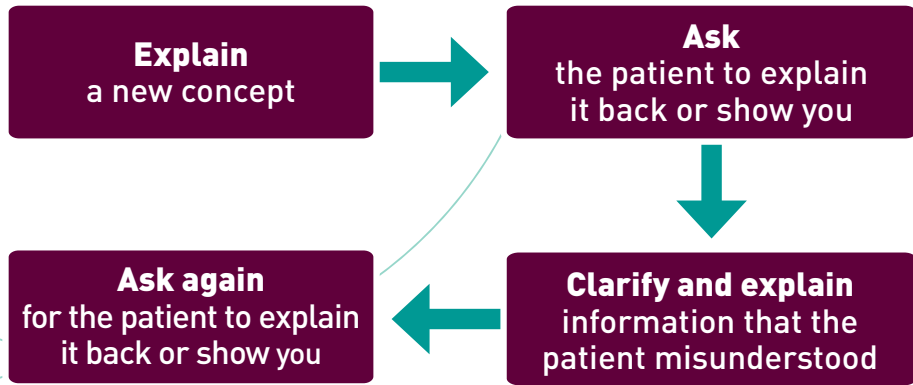 Explain
a new concept
Ask
the patient to explain
it back or show you
Clarify and explain
information that the
patient misunderstood
Ask again
for the patient to explain
it back or show you